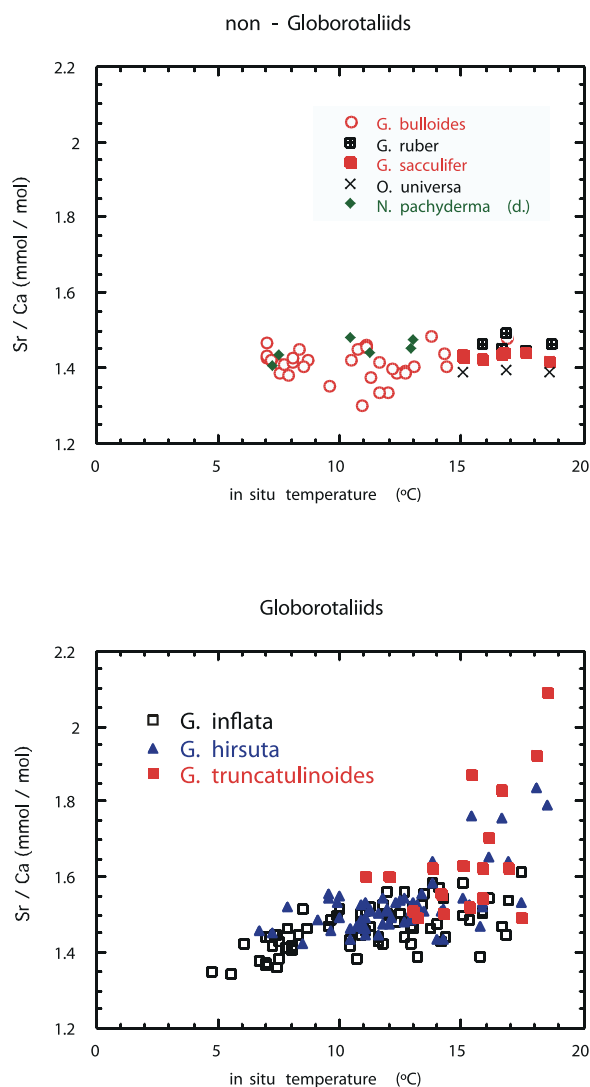 non - Globorotaliids
2.2
2
1.8
1.6
1.4
1.2
Sr / Ca (mmol / mol)
G. bulloides
G. ruber
G. sacculifer
O. universa
N. pachyderma (d.)
0 5 10 15 20
in situ temperature (ºC)
Globorotaliids
2.2
2
1.8
1.6
1.4
1.2
Sr / Ca (mmol / mol)
G. inflata
G. hirsuta
G. truncatulinoides
0 5 10 15 20
in situ temperature (ºC)